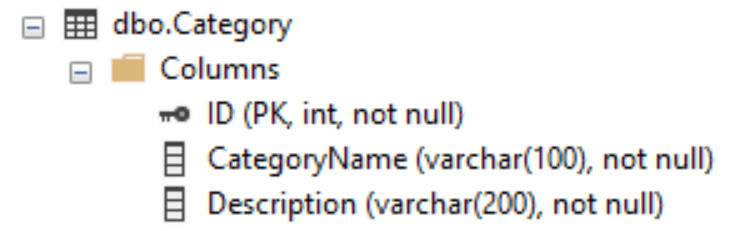 dbo.Category
Columns
ID (PK, int, not null)
CategoryName (varchar(100), not null)
Description (varchar(200), not null)